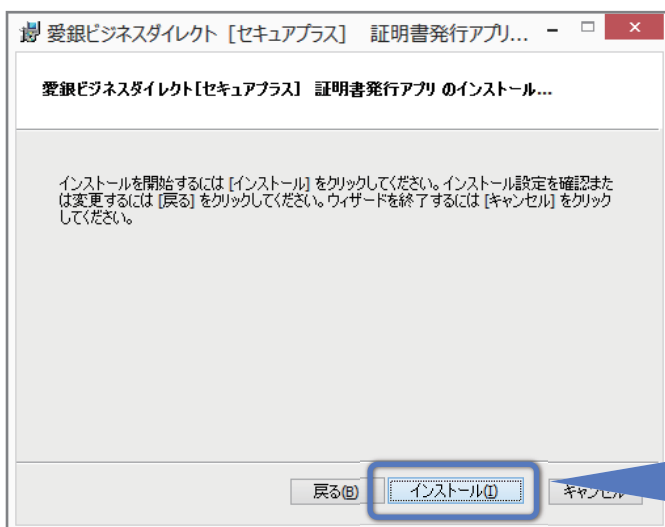 愛銀ビジネスダイレクト [セキュアプラス] 証明書発行アプリ...
愛銀ビジネスダイレクト[セキュアプラス] 証明書発行アプリ のインストール...
インストールを開始するには [インストール] をクリックしてください。インストール設定を確認また
は変更するには [戻る] をクリックしてください。ウィザードを終了するには [キャンセル] をクリック
してください。
戻る(B)
インストール(I)
キャンセル